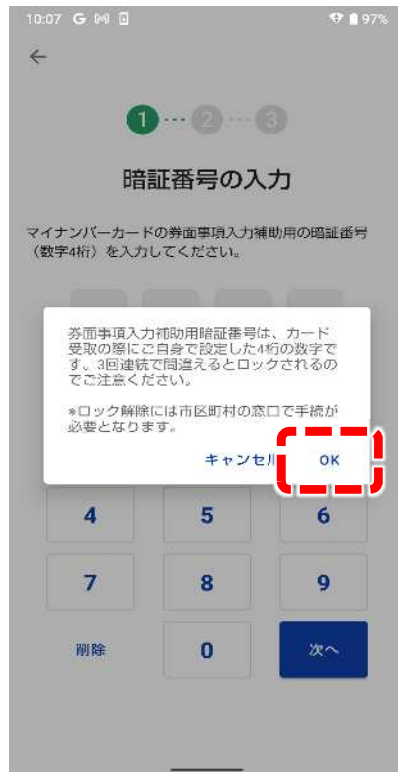 10:07 G 97%
1 2 3
暗証番号の入力
マイナンバーカードの券面事項入力補助用の暗証番号
（数字4桁）を入力してください。
券面事項入力補助用暗証番号は、カード
受取の際にご自身で設定した4桁の数字で
す。3回連続で間違えるとロックされるの
でご注意ください。
*ロック解除には市区町村の窓口で手続が
必要となります。
キャンセル OK
4 5 6
7 8 9
削除 0 次へ